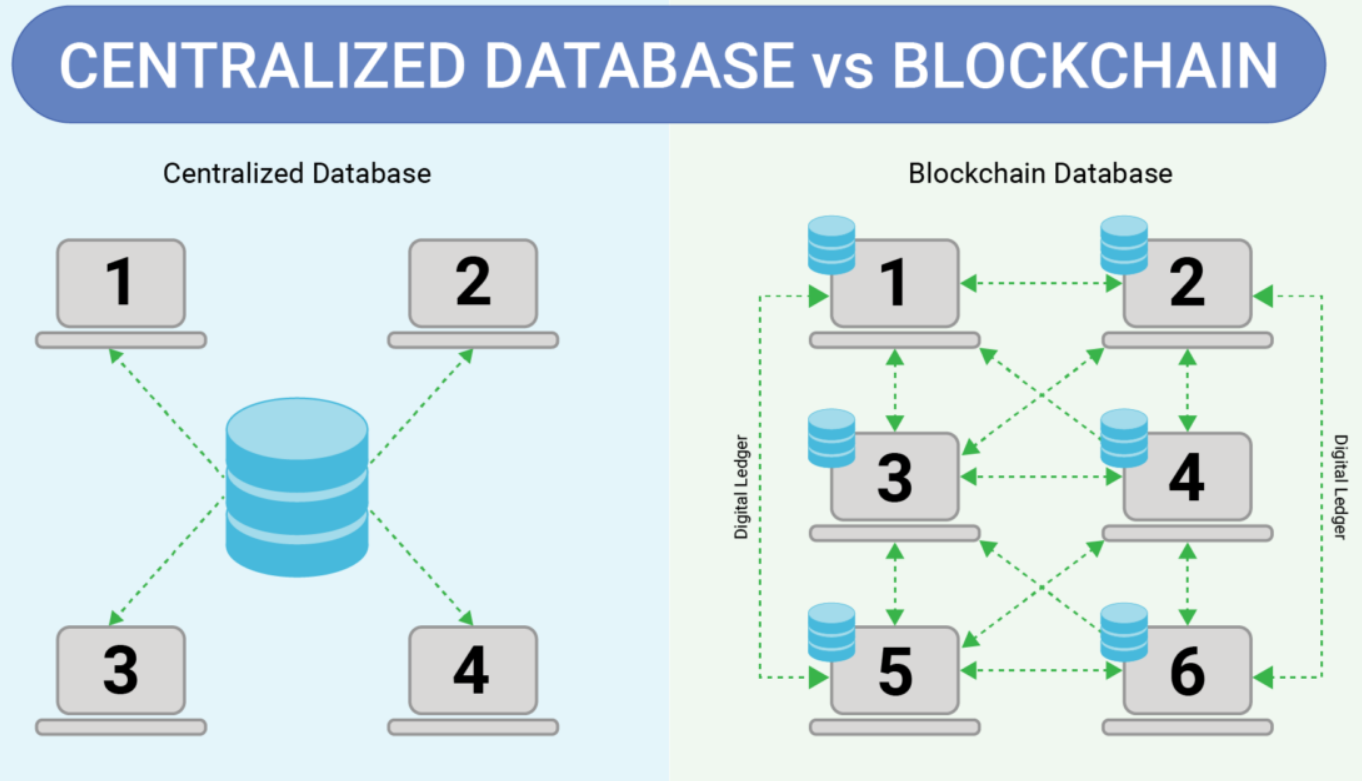 CENTRALIZED DATABASE vs BLOCKCHAIN
Centralized Database
1
2
3
4
Blockchain Database
1
2
3
4
5
6
Digital Ledger
Digital Ledger